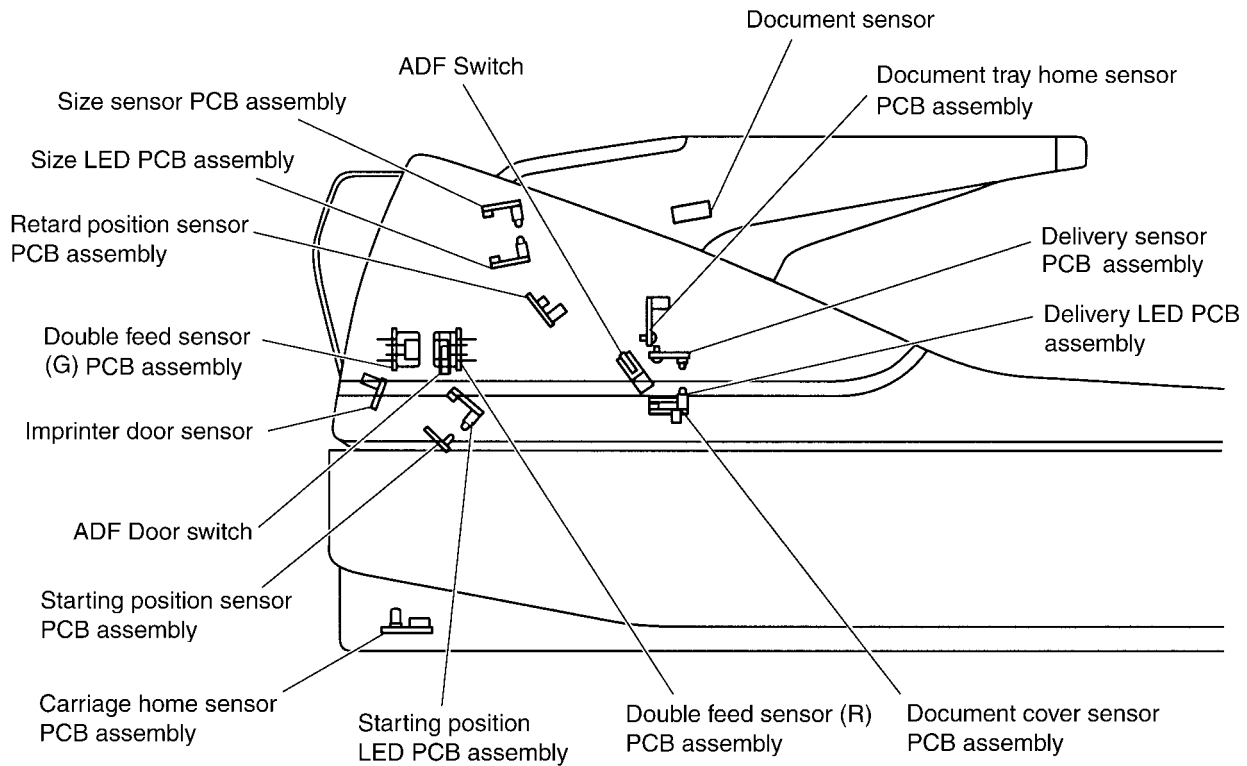 Document sensor
ADF Switch
Document tray home sensor
PCB assembly
Size sensor PCB assembly
Size LED PCB assembly
Retard position sensor
PCB assembly
Delivery sensor
PCB assembly
Delivery LED PCB
assembly
Double feed sensor
(G) PCB assembly
Imprinter door sensor
ADF Door switch
Starting position sensor
PCB assembly
Carriage home sensor
PCB assembly
Starting position
LED PCB assembly
Double feed sensor (R)
PCB assembly
Document cover sensor
PCB assembly